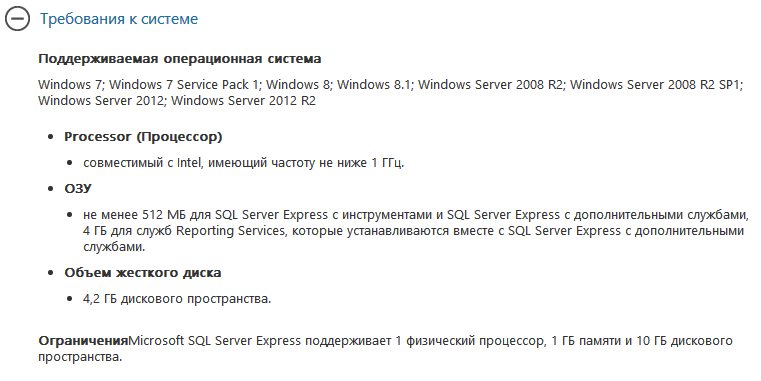 Требования к системе
Поддерживаемая операционная система
Windows 7; Windows 7 Service Pack 1; Windows 8; Windows 8.1; Windows Server 2008 R2; Windows Server 2008 R2 SP1;
Windows Server 2012; Windows Server 2012 R2
Processor (Процессор)
совместимый с Intel, имеющий частоту не ниже 1 ГГц.
ОЗУ
не менее 512 МБ для SQL Server Express с инструментами и SQL Server Express с дополнительными службами,
4 ГБ для служб Reporting Services, которые устанавливаются вместе с SQL Server Express с дополнительными
службами.
Объем жесткого диска
4,2 ГБ дискового пространства.
ОграниченияMicrosoft SQL Server Express поддерживает 1 физический процессор, 1 ГБ памяти и 10 ГБ дискового
пространства.